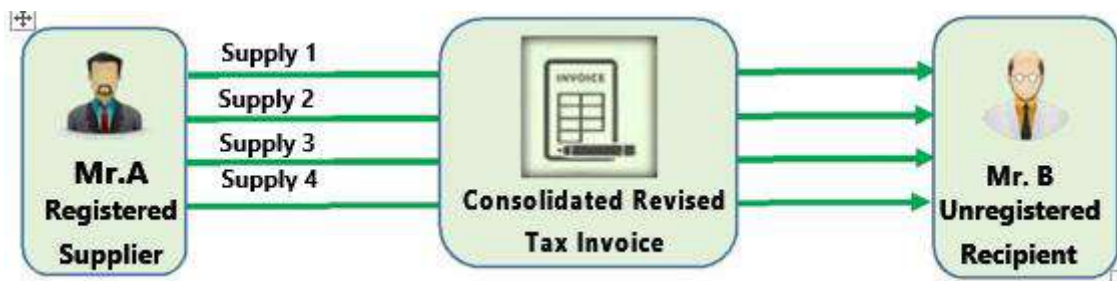 Supply 1
Supply 2
Supply 3
Supply 4
Mr.A
Registered
Supplier
INVOICE
Consolidated Revised
Tax Invoice
Mr. B
Unregistered
Recipient